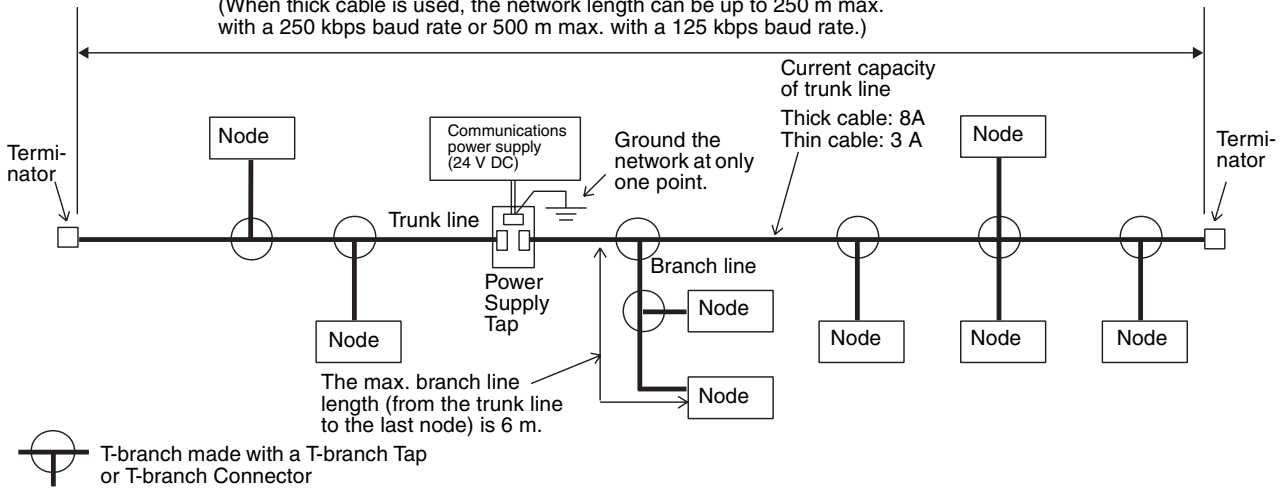 (When thick cable is used, the network length can be up to 250 m max.
with a 250 kbps baud rate or 500 m max. with a 125 kbps baud rate.)
Current capacity
of trunk line
Thick cable: 8A
Thin cable: 3 A
Node
Communications
power supply
(24 V DC)
Ground the
network at only
one point.
Node
Termi-
nator
Termi-
nator
Trunk line
Branch line
Power
Supply
Tap
Node
Node
Node
Node
Node
Node
The max. branch line
length (from the trunk line
to the last node) is 6 m.
T-branch made with a T-branch Tap
or T-branch Connector